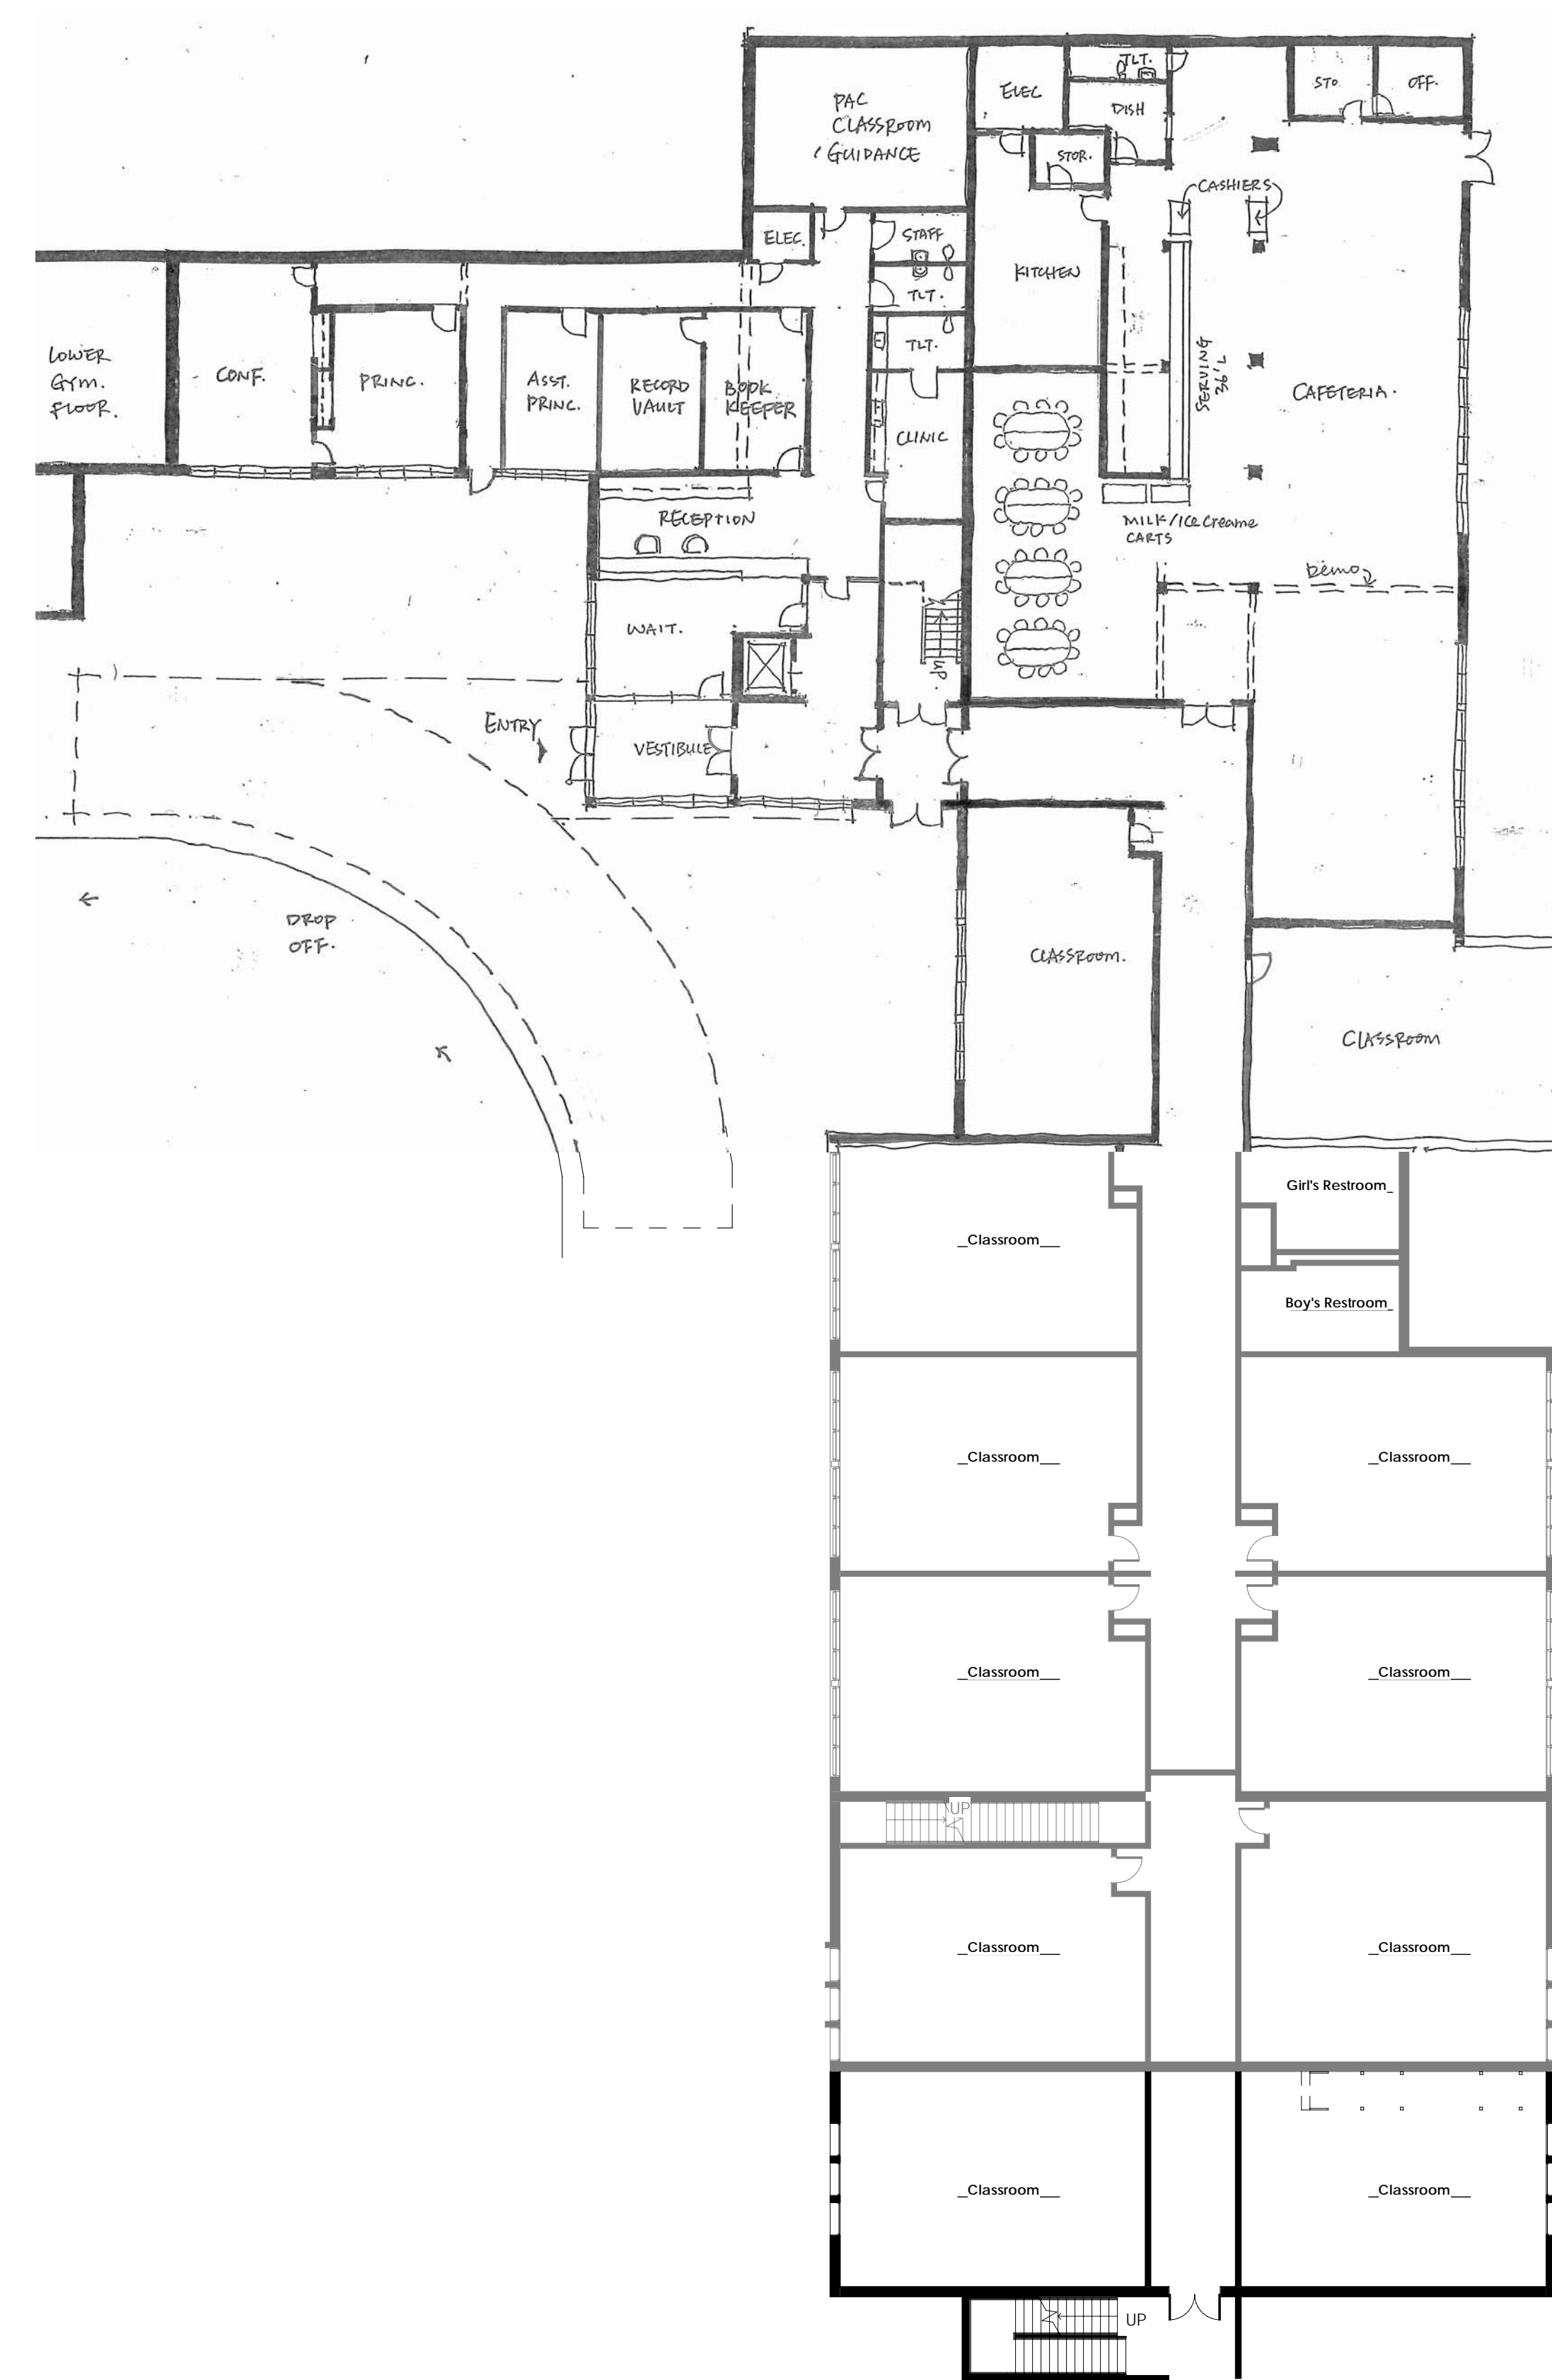 TLT.
ELEC
STO
OFF.
PAC
CLASSROOM
& GUIDANCE
DISH
STOR.
CASHIERS
ELEC.
STAFF
TLT.
KITCHEN
LOWER
GYM.
FLOOR.
CONF.
PRINC.
ASST.
PRINC.
RECORD
VAULT
BOOK
KEEPER
TLT.
CLINIC
SERVING
36' L
CAFETERIA.
RECEPTION
MILK/ICE Creame
CARTS
Demo
WAIT.
UP.
ENTRY
VESTIBULE
DROP
OFF.
CLASSROOM.
CLASSROOM
Girl's Restroom_
_Classroom__
Boy's Restroom_
_Classroom__
_Classroom__
_Classroom__
_Classroom__
UP
_Classroom__
_Classroom__
_Classroom__
_Classroom__
UP